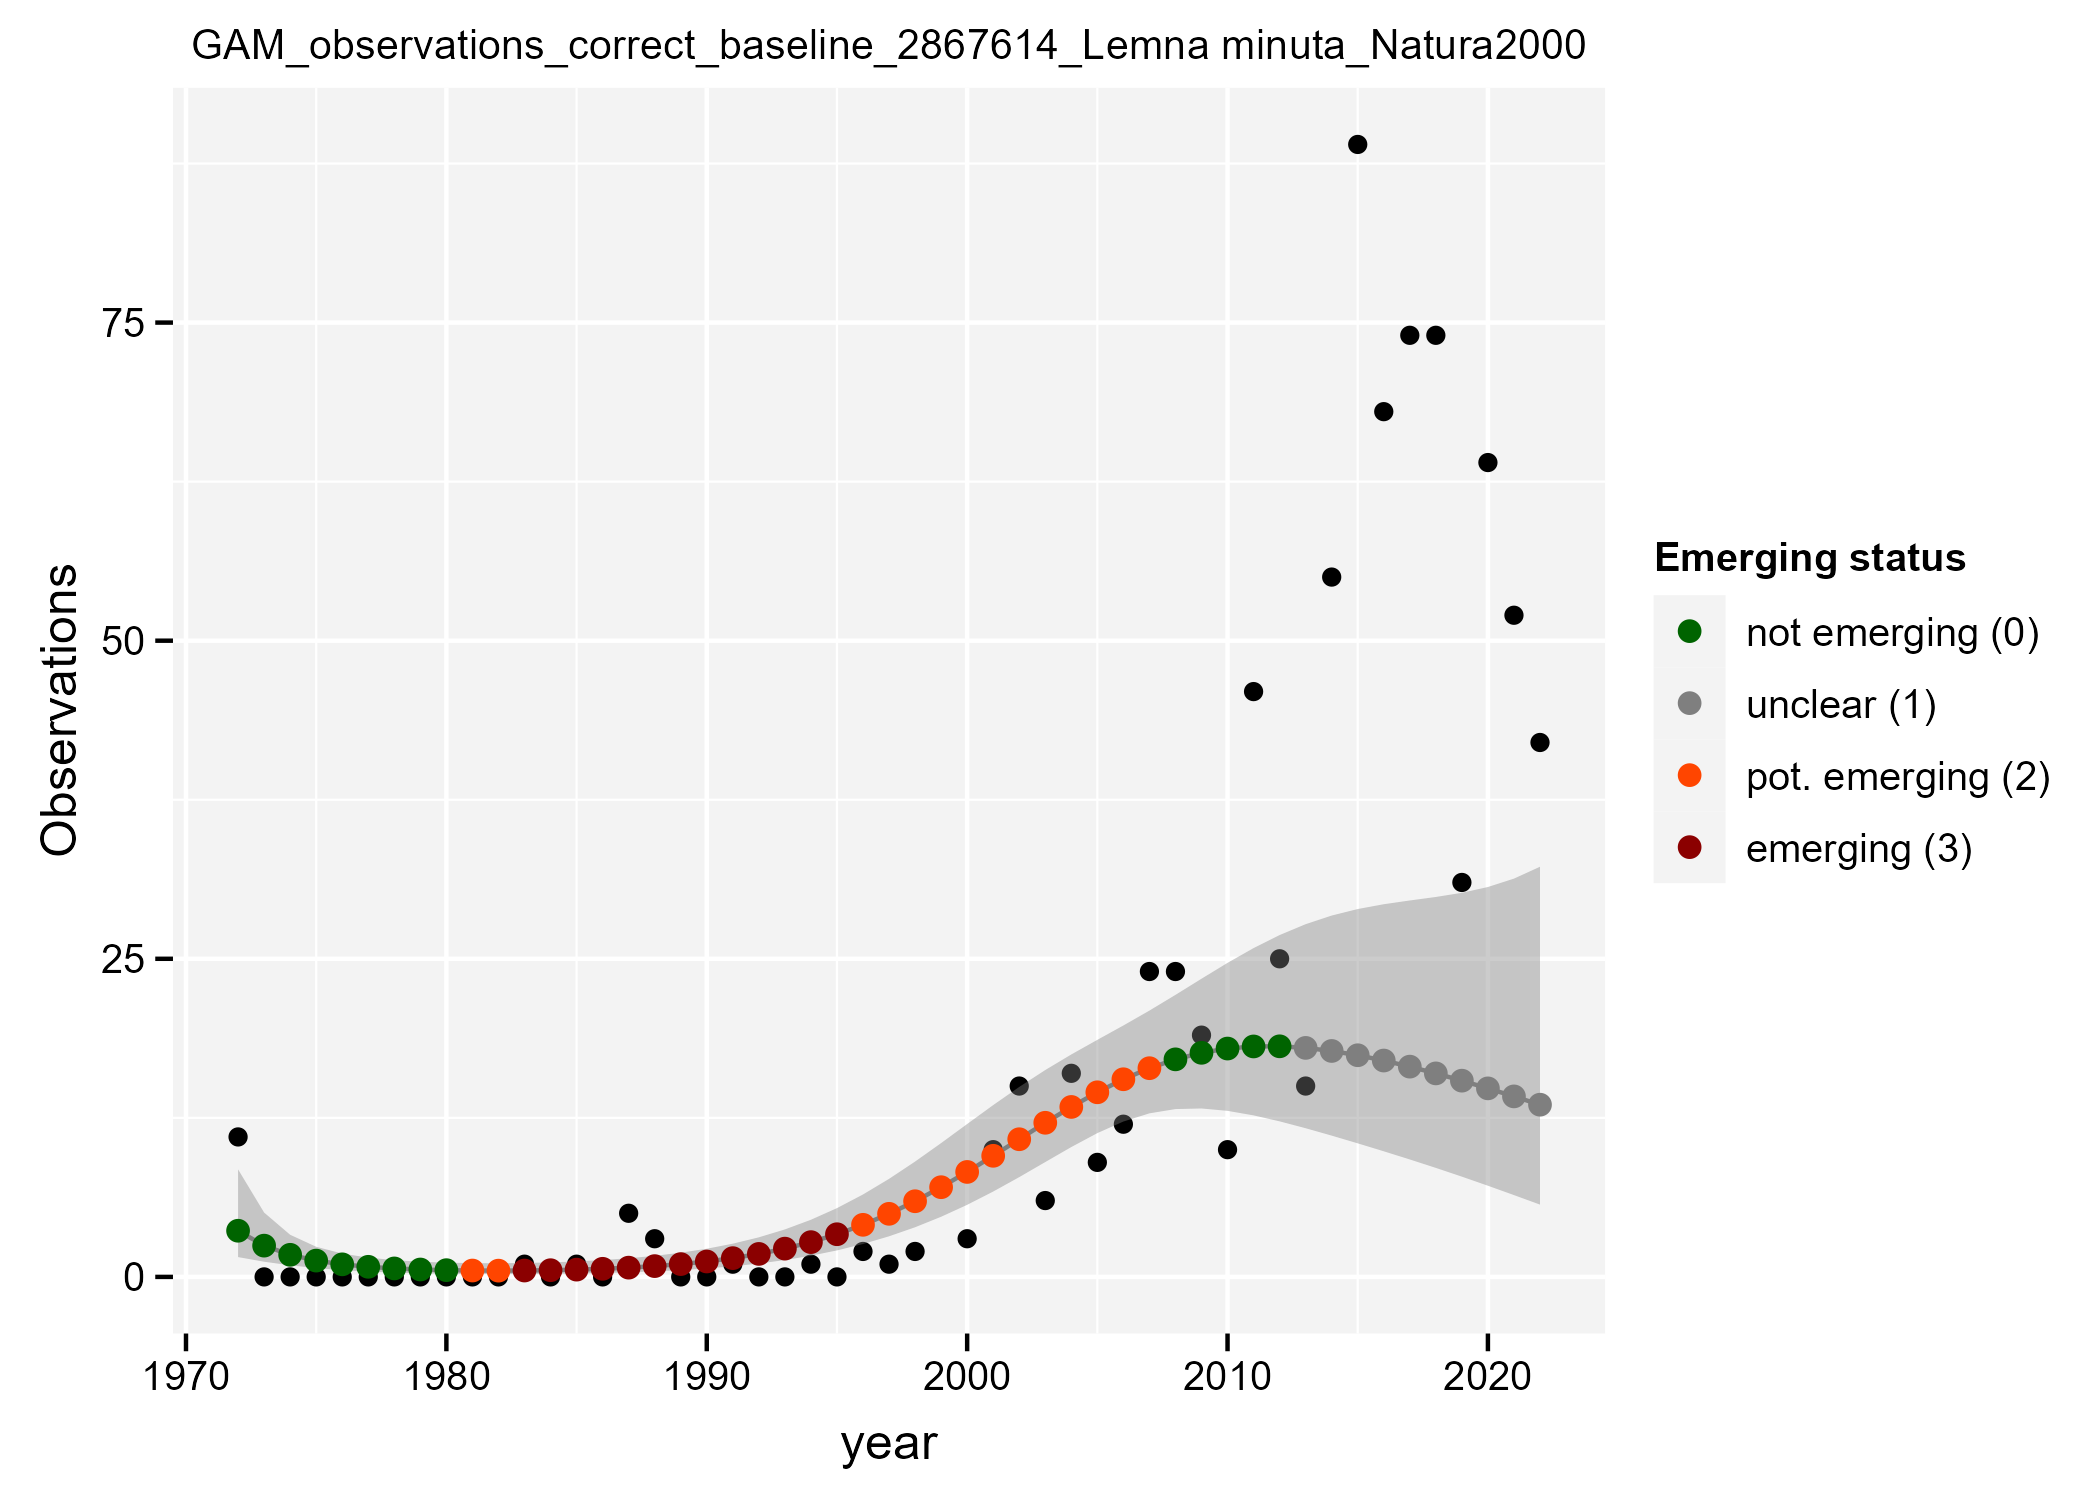 GAM_observations_correct_baseline_2867614_Lemna minuta_Natura2000
Observations
75
50
25
0
1970
1980
1990
2000
2010
2020
year
Emerging status
not emerging (0)
unclear (1)
pot. emerging (2)
emerging (3)